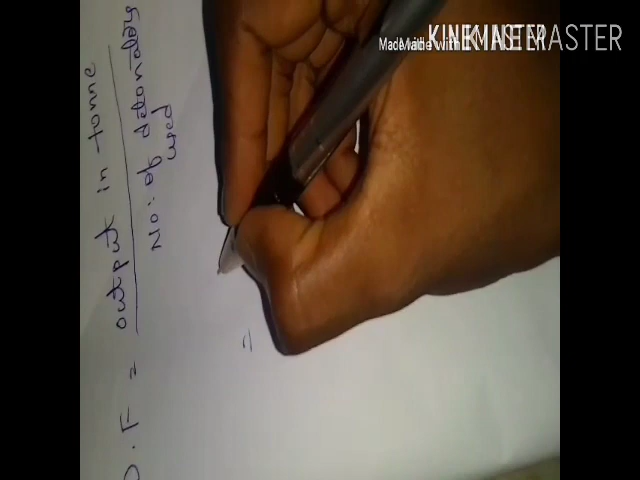 D.F = output in tonne
No: of detonators
used
=
Made with KINEMASTER